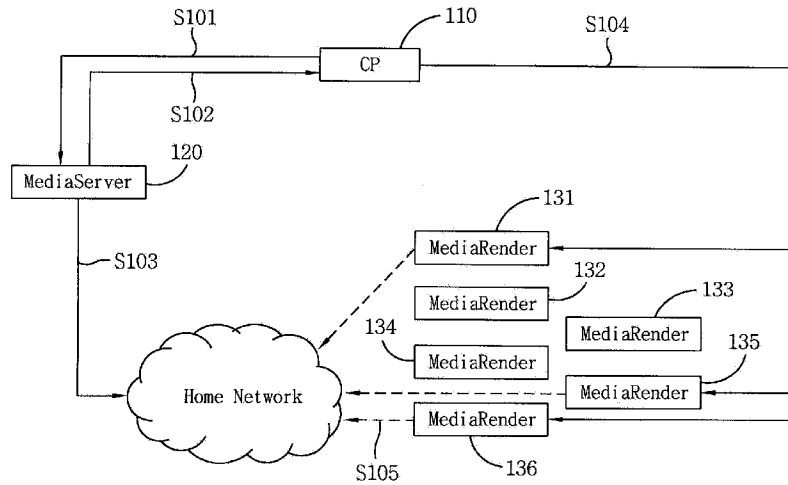 S101
110
S104
CP
S102
120
MediaServer
131
MediaRender
S103
132
MediaRender
133
134
MediaRender
MediaRender
135
MediaRender
Home Network
MediaRender
S105
136